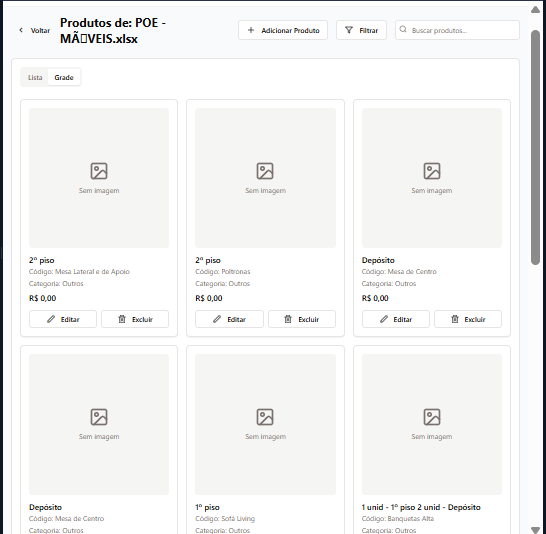 Voltar
Produtos de: POE -
MÃ\u0093VEIS.xlsx
Adicionar Produto
Filtrar
Buscar produtos...
Lista
Grade
Sem imagem
2º piso
Código: Mesa Lateral e de Apoio
Categoria: Outros
R$ 0,00
Editar
Excluir
Sem imagem
2º piso
Código: Poltronas
Categoria: Outros
R$ 0,00
Editar
Excluir
Sem imagem
Depósito
Código: Mesa de Centro
Categoria: Outros
R$ 0,00
Editar
Excluir
Sem imagem
Depósito
Código: Mesa de Centro
Categoria: Outros
Sem imagem
1º piso
Código: Sofá Living
Categoria: Outros
Sem imagem
1 unid - 1º piso 2 unid - Depósito
Código: Banquetas Alta
Categoria: Outros